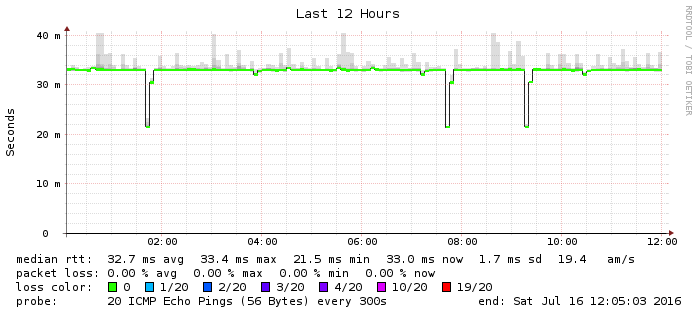 Last 12 Hours
RRDTOOL / TOBI OETIKER
Seconds
40 m
30 m
20 m
10 m
0
02:00 04:00 06:00 08:00 10:00 12:00
median rtt: 32.7 ms avg 33.4 ms max 21.5 ms min 33.0 ms now 1.7 ms sd 19.4 am/s
packet loss: 0.00 % avg 0.00 % max 0.00 % min 0.00 % now
loss color: 0 1/20 2/20 3/20 4/20 10/20 19/20
probe: 20 ICMP Echo Pings (56 Bytes) every 300s end: Sat Jul 16 12:05:03 2016